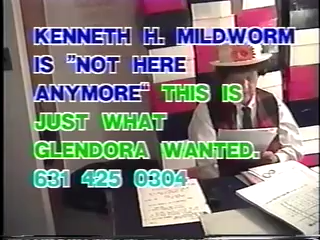 KENNETH H. MILDWORM
IS "NOT HERE
ANYMORE" THIS IS
JUST WHAT
GLENDORA WANTED.
631 425 0304